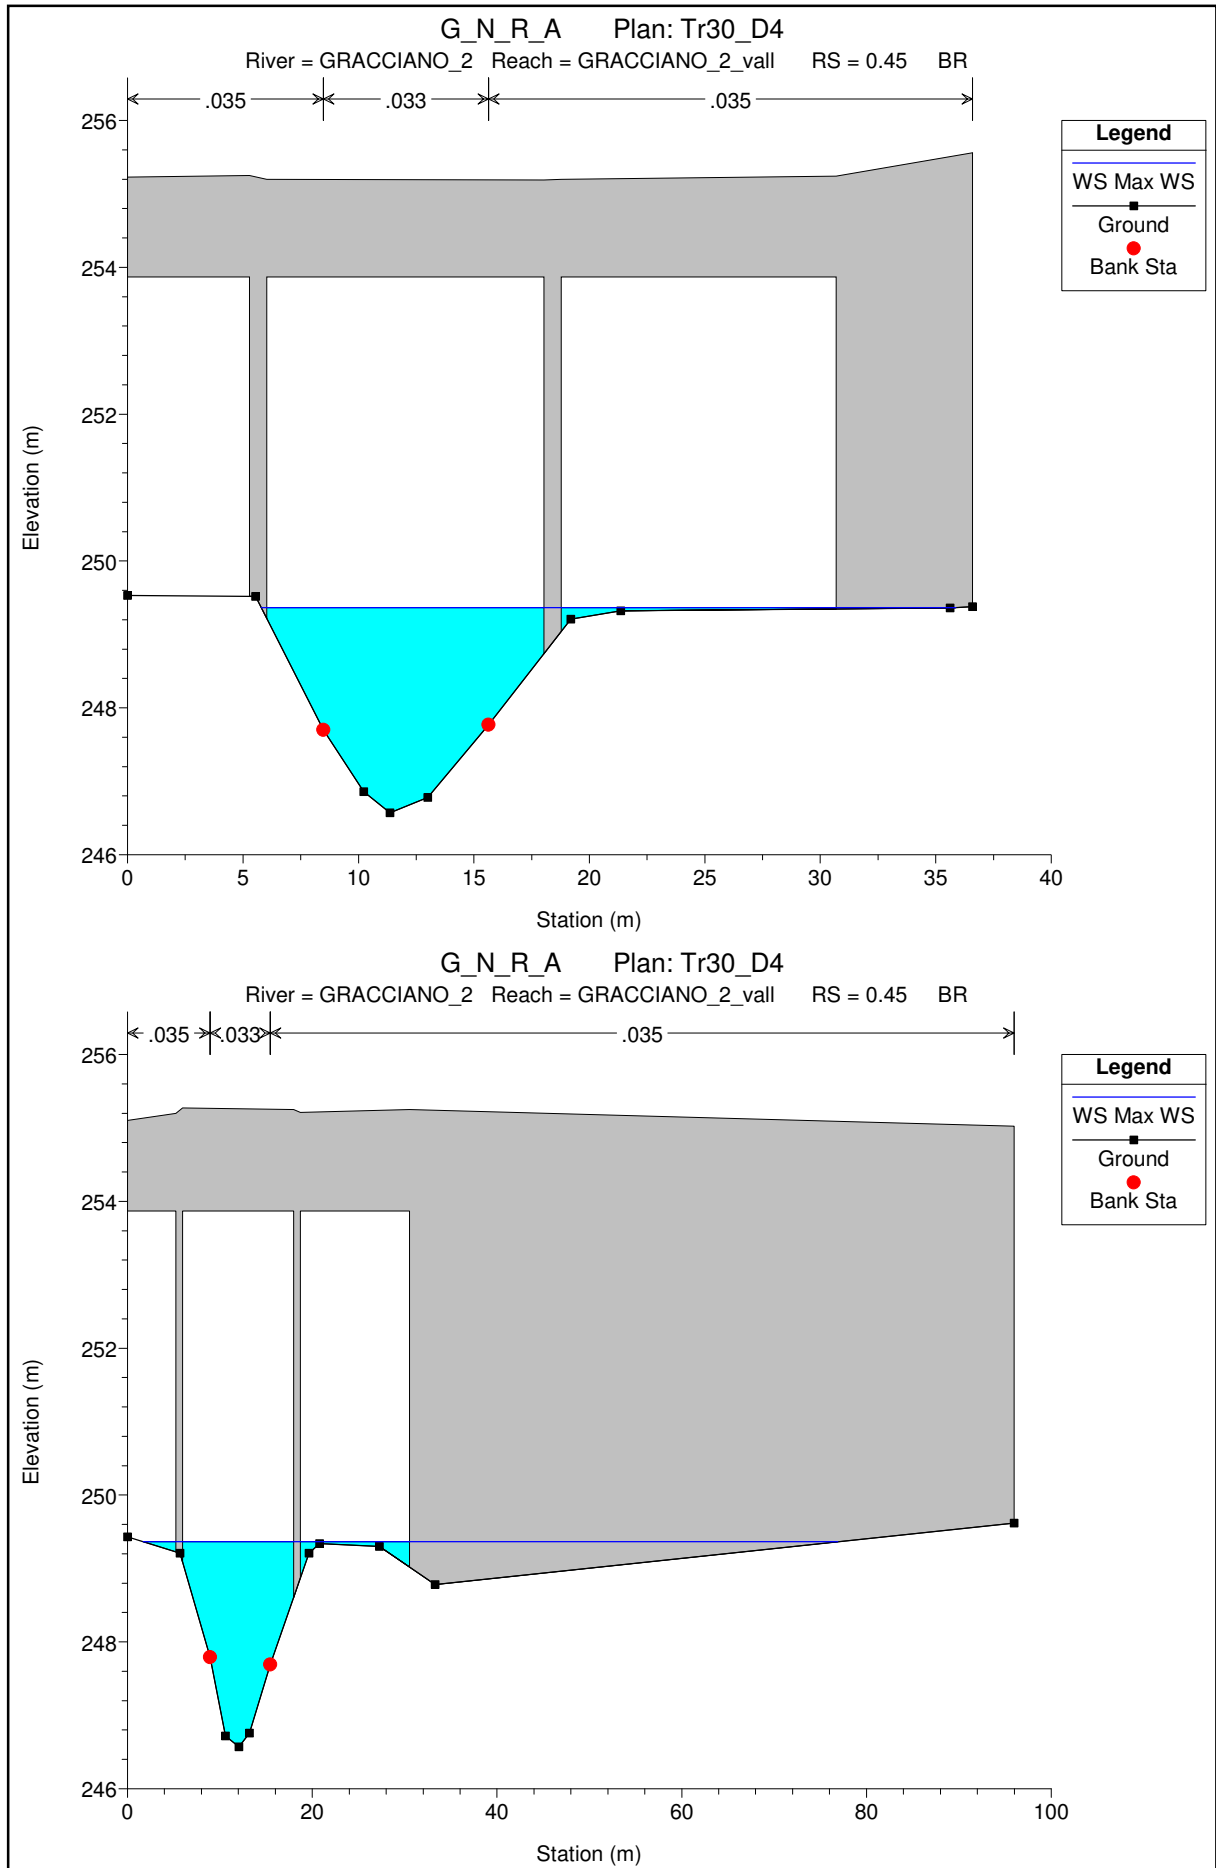 G_N_R_A Plan: Tr30_D4
River = GRACCIANO_2 Reach = GRACCIANO_2_vall RS = 0.45 BR
.035 .033 .035
256
254
252
250
248
246
Elevation (m)
0 5 10 15 20 25 30 35 40
Station (m)
Legend
WS Max WS
Ground
Bank Sta
G_N_R_A Plan: Tr30_D4
River = GRACCIANO_2 Reach = GRACCIANO_2_vall RS = 0.45 BR
.035 .033 .035
256
254
252
250
248
246
Elevation (m)
0 20 40 60 80 100
Station (m)
Legend
WS Max WS
Ground
Bank Sta